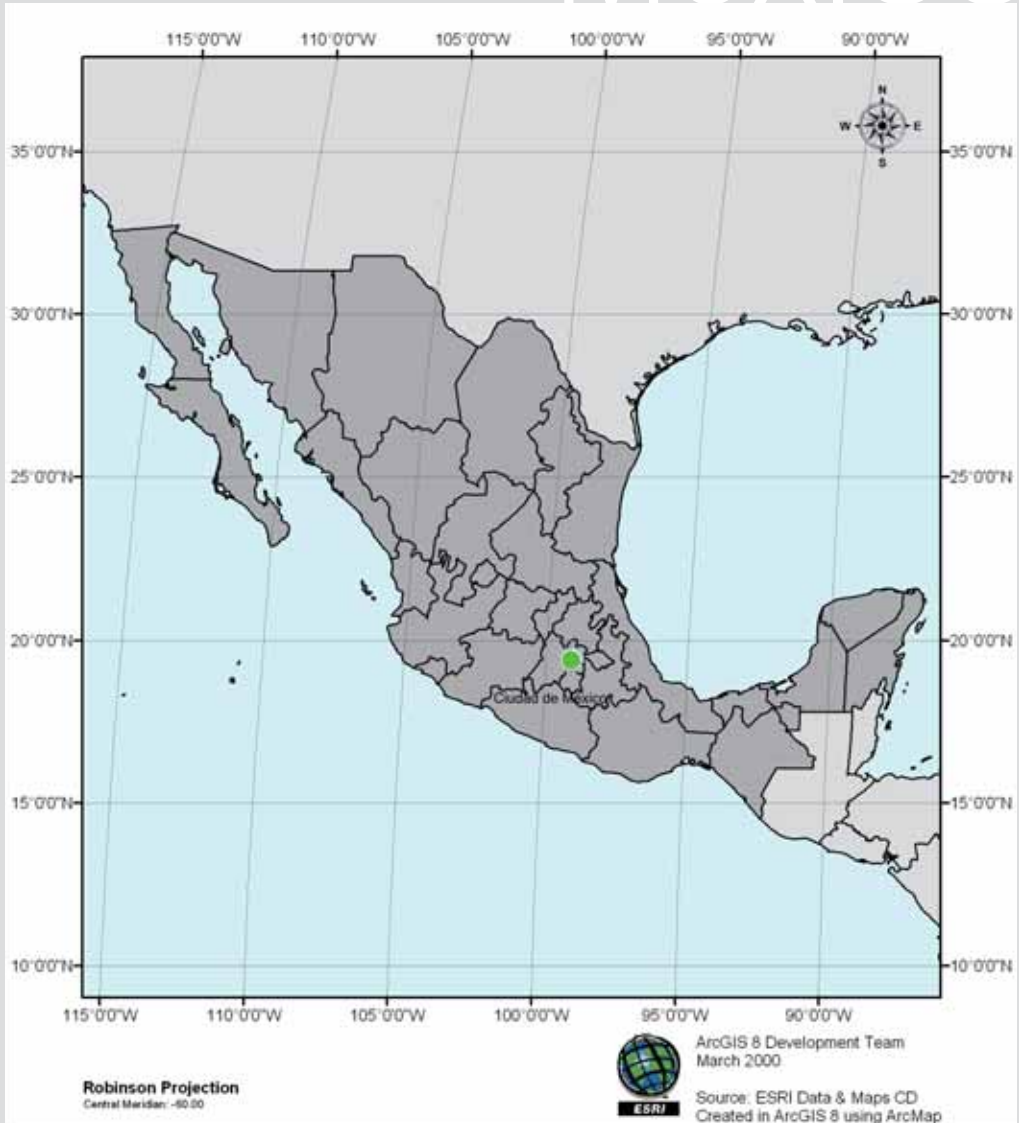 115°0'0"W 110°0'0"W 105°0'0"W 100°0'0"W 95°0'0"W 90°0'0"W
N
W E
S
35°0'0"N 35°0'0"N
30°0'0"N 30°0'0"N
25°0'0"N 25°0'0"N
20°0'0"N 20°0'0"N
Ciudad de México
15°0'0"N 15°0'0"N
10°0'0"N 10°0'0"N
115°0'0"W 110°0'0"W 105°0'0"W 100°0'0"W 95°0'0"W 90°0'0"W
Robinson Projection
Central Meridian: -60.00
ESRI
ArcGIS 8 Development Team
March 2000
Source: ESRI Data & Maps CD
Created in ArcGIS 8 using ArcMap